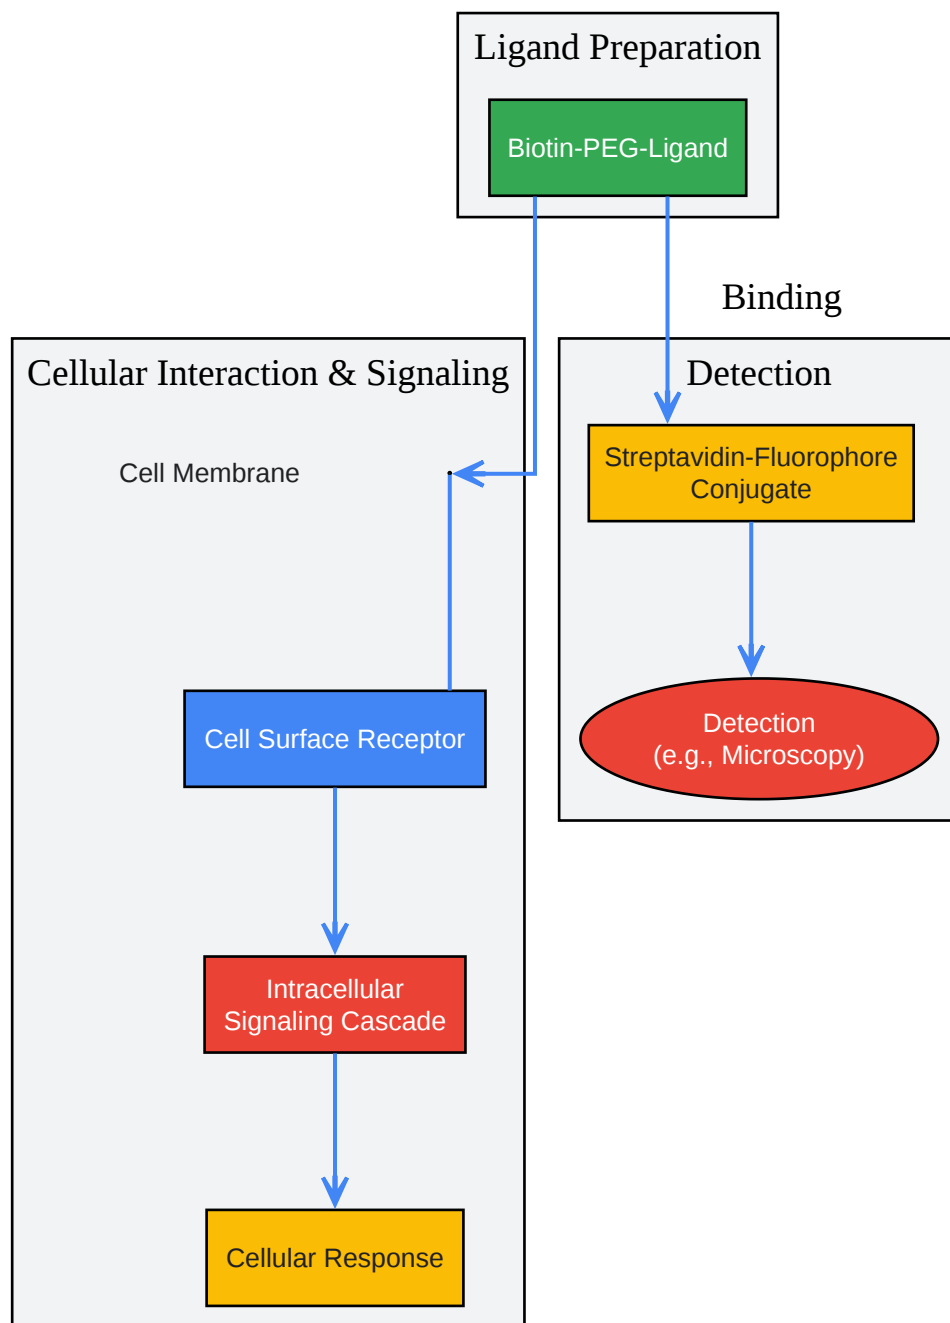 Ligand Preparation
Biotin-PEG-Ligand
Binding
Cellular Interaction & Signaling
Cell Membrane
Cell Surface Receptor
Intracellular
Signaling Cascade
Cellular Response
Detection
Streptavidin-Fluorophore
Conjugate
Detection
(e.g., Microscopy)